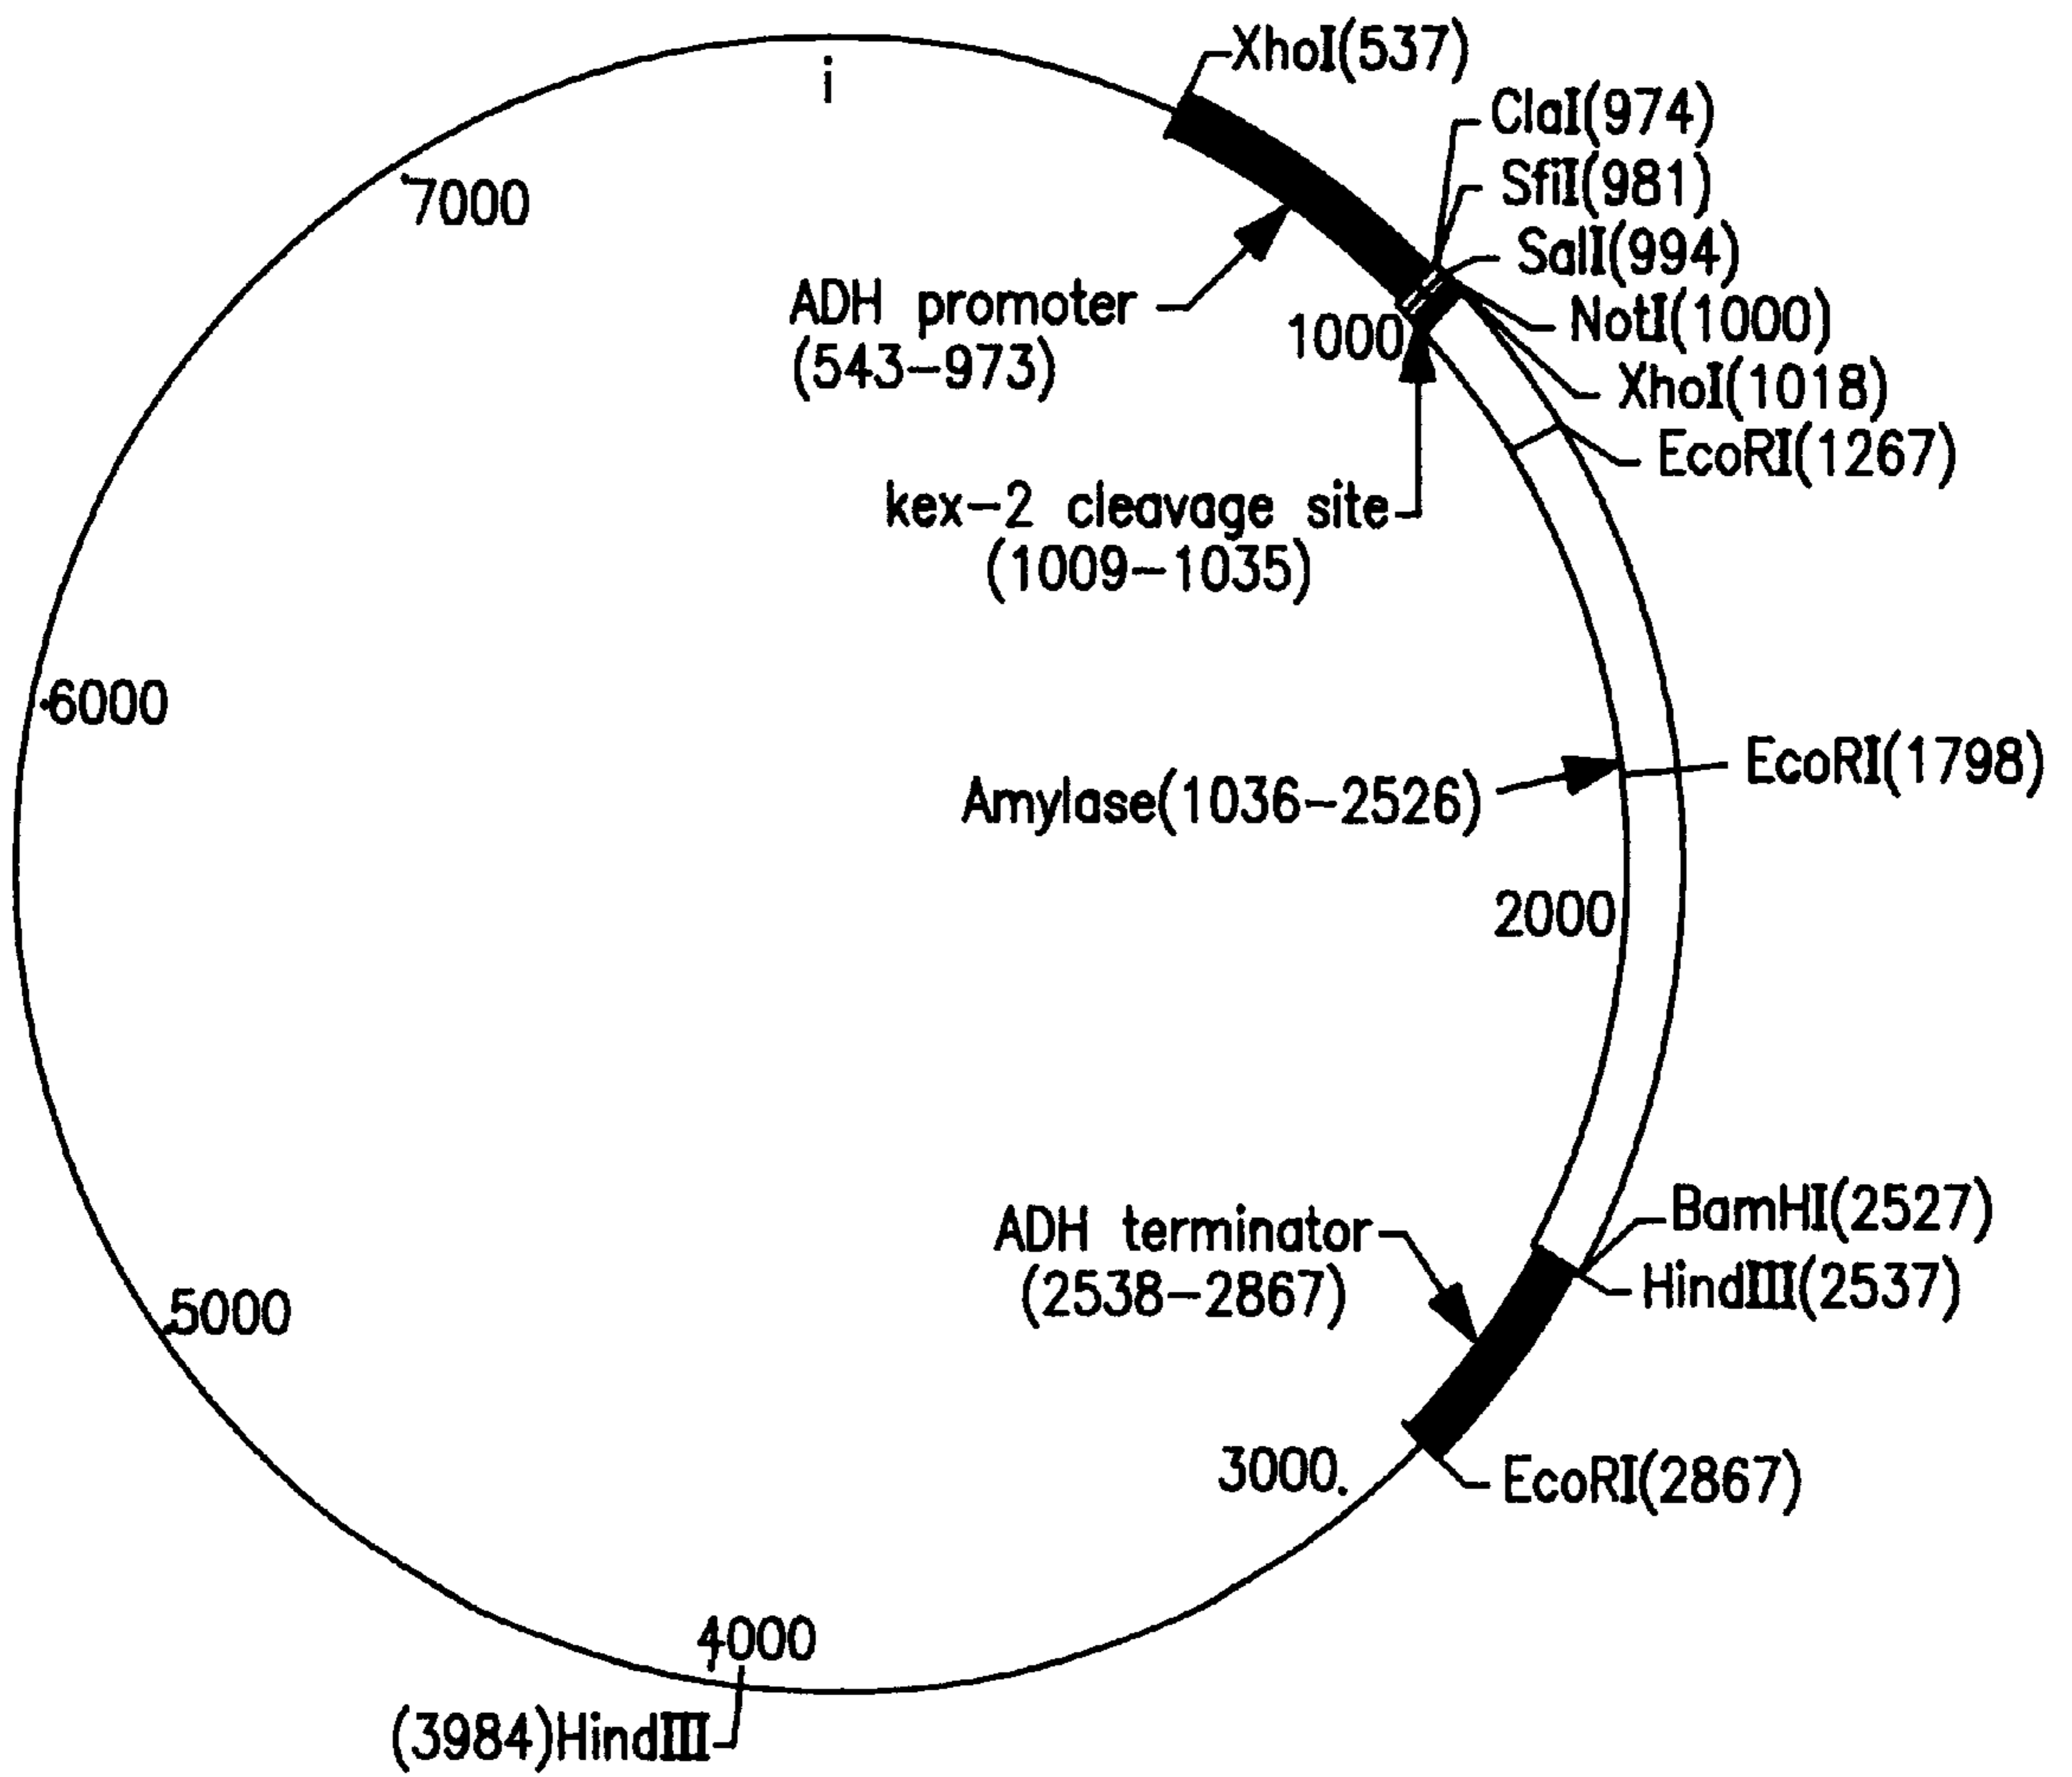 i
XhoI(537)
ClaI(974)
SfiI(981)
SalI(994)
NotI(1000)
XhoI(1018)
EcoRI(1267)
7000
ADH promoter
(543-973)
1000
kex-2 cleavage site
(1009-1035)
6000
EcoRI(1798)
Amylase(1036-2526)
2000
BamHI(2527)
HindIII(2537)
ADH terminator
(2538-2867)
5000
3000
EcoRI(2867)
4000
(3984)HindIII